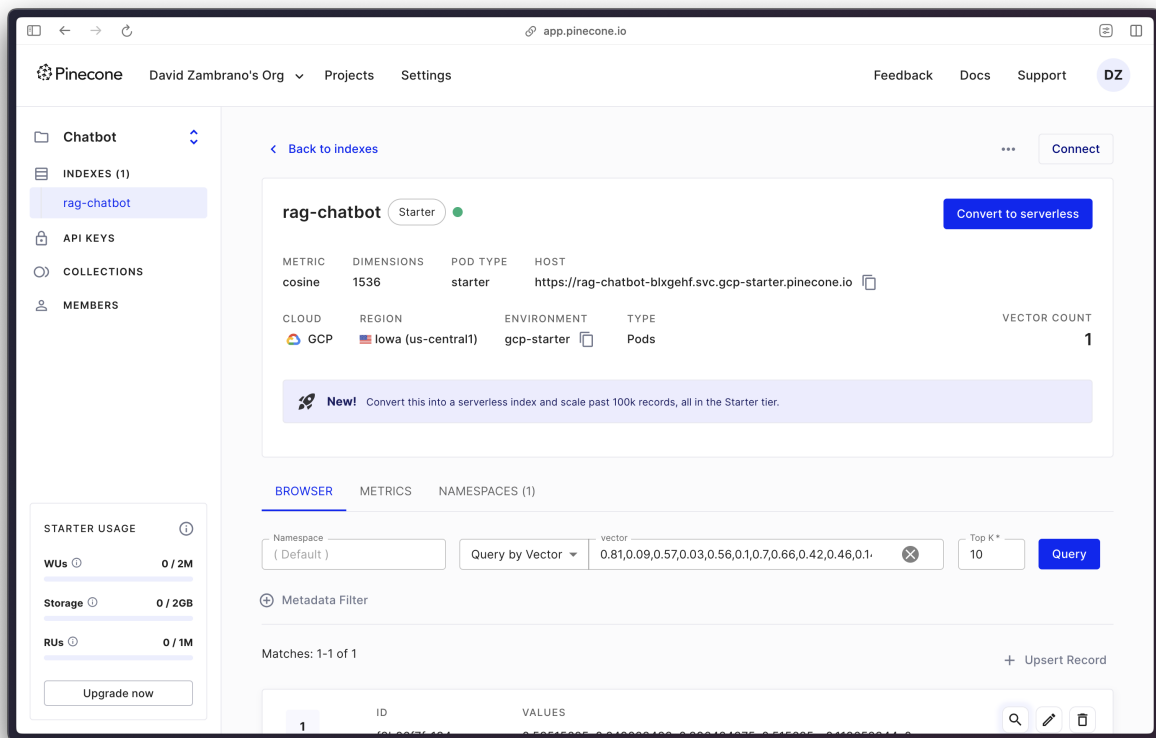 app.pinecone.io
Pinecone David Zambrano's Org Projects Settings Feedback Docs Support DZ
Chatbot
INDEXES (1)
rag-chatbot
API KEYS
COLLECTIONS
MEMBERS
STARTER USAGE
WUs 0 / 2M
Storage 0 / 2GB
RUs 0 / 1M
Upgrade now
Back to indexes ••• Connect
rag-chatbot Starter Convert to serverless
METRIC DIMENSIONS POD TYPE HOST
cosine 1536 starter https://rag-chatbot-blxgehf.svc.gcp-starter.pinecone.io
CLOUD REGION ENVIRONMENT TYPE VECTOR COUNT
GCP Iowa (us-central1) gcp-starter Pods 1
New! Convert this into a serverless index and scale past 100k records, all in the Starter tier.
BROWSER METRICS NAMESPACES (1)
Namespace vector Top K *
( Default ) Query by Vector 0.81,0.09,0.57,0.03,0.56,0.1,0.7,0.66,0.42,0.46,0.1 10 Query
Metadata Filter
Matches: 1-1 of 1
+ Upsert Record
ID VALUES
1